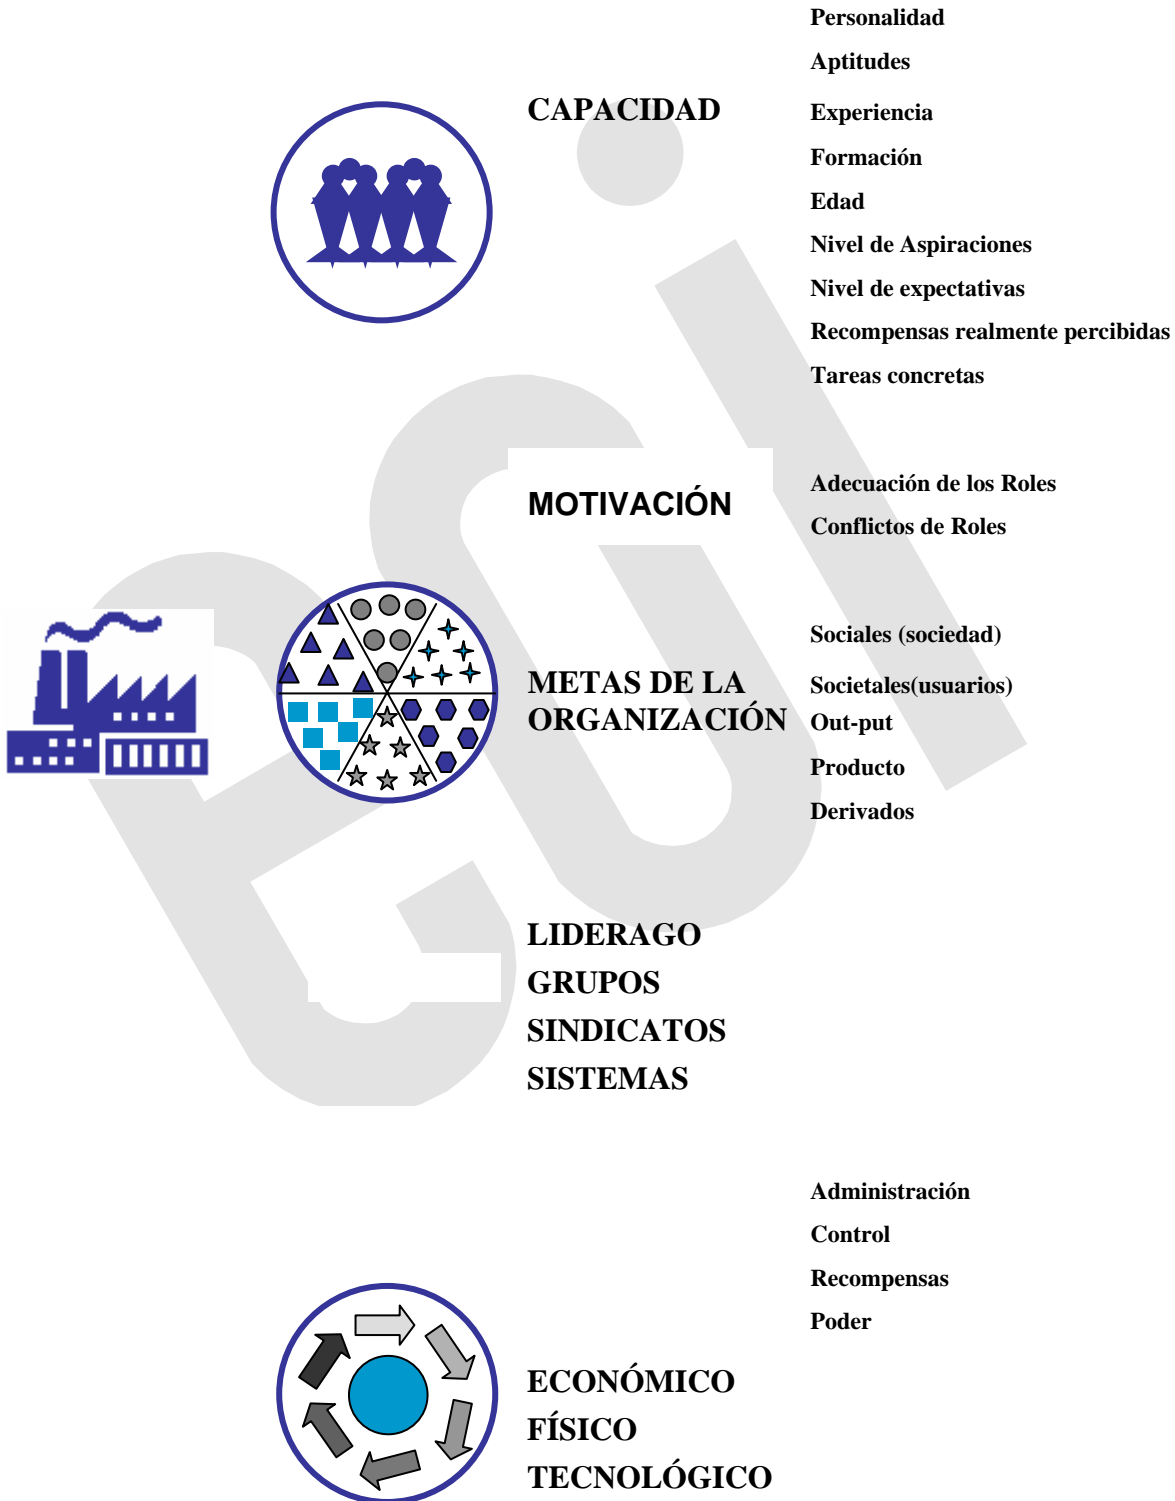 Personalidad
Aptitudes
CAPACIDAD
Experiencia
Formación
Edad
Nivel de Aspiraciones
Nivel de expectativas
Recompensas realmente percibidas
Tareas concretas
MOTIVACIÓN
Adecuación de los Roles
Conflictos de Roles
METAS DE LA
ORGANIZACIÓN
Sociales (sociedad)
Societales(usuarios)
Out-put
Producto
Derivados
LIDERAGO
GRUPOS
SINDICATOS
SISTEMAS
Administración
Control
Recompensas
Poder
ECONÓMICO
FÍSICO
TECNOLÓGICO
eui